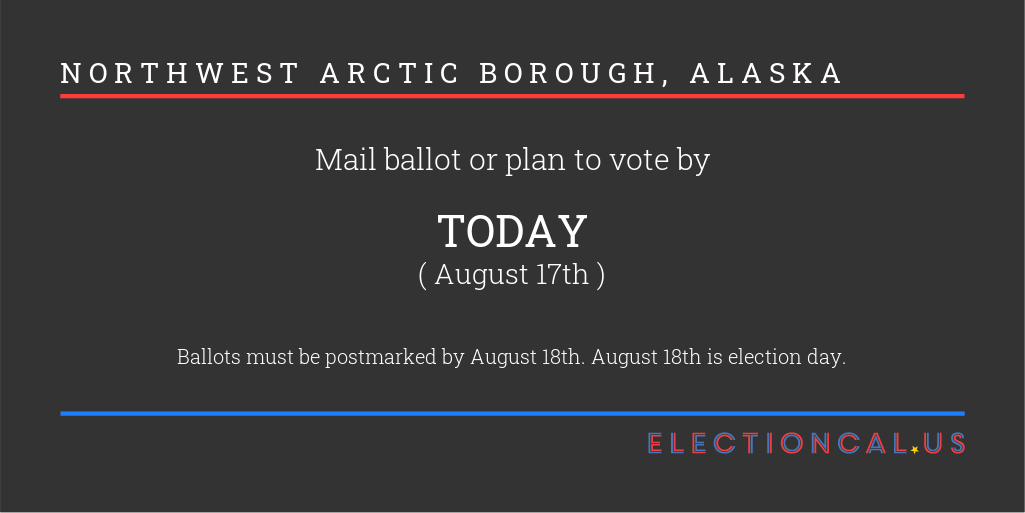 NORTHWEST ARCTIC BOROUGH, ALASKA
Mail ballot or plan to vote by
TODAY
( August 17th )
Ballots must be postmarked by August 18th. August 18th is election day.
ELECTIONCAL.US